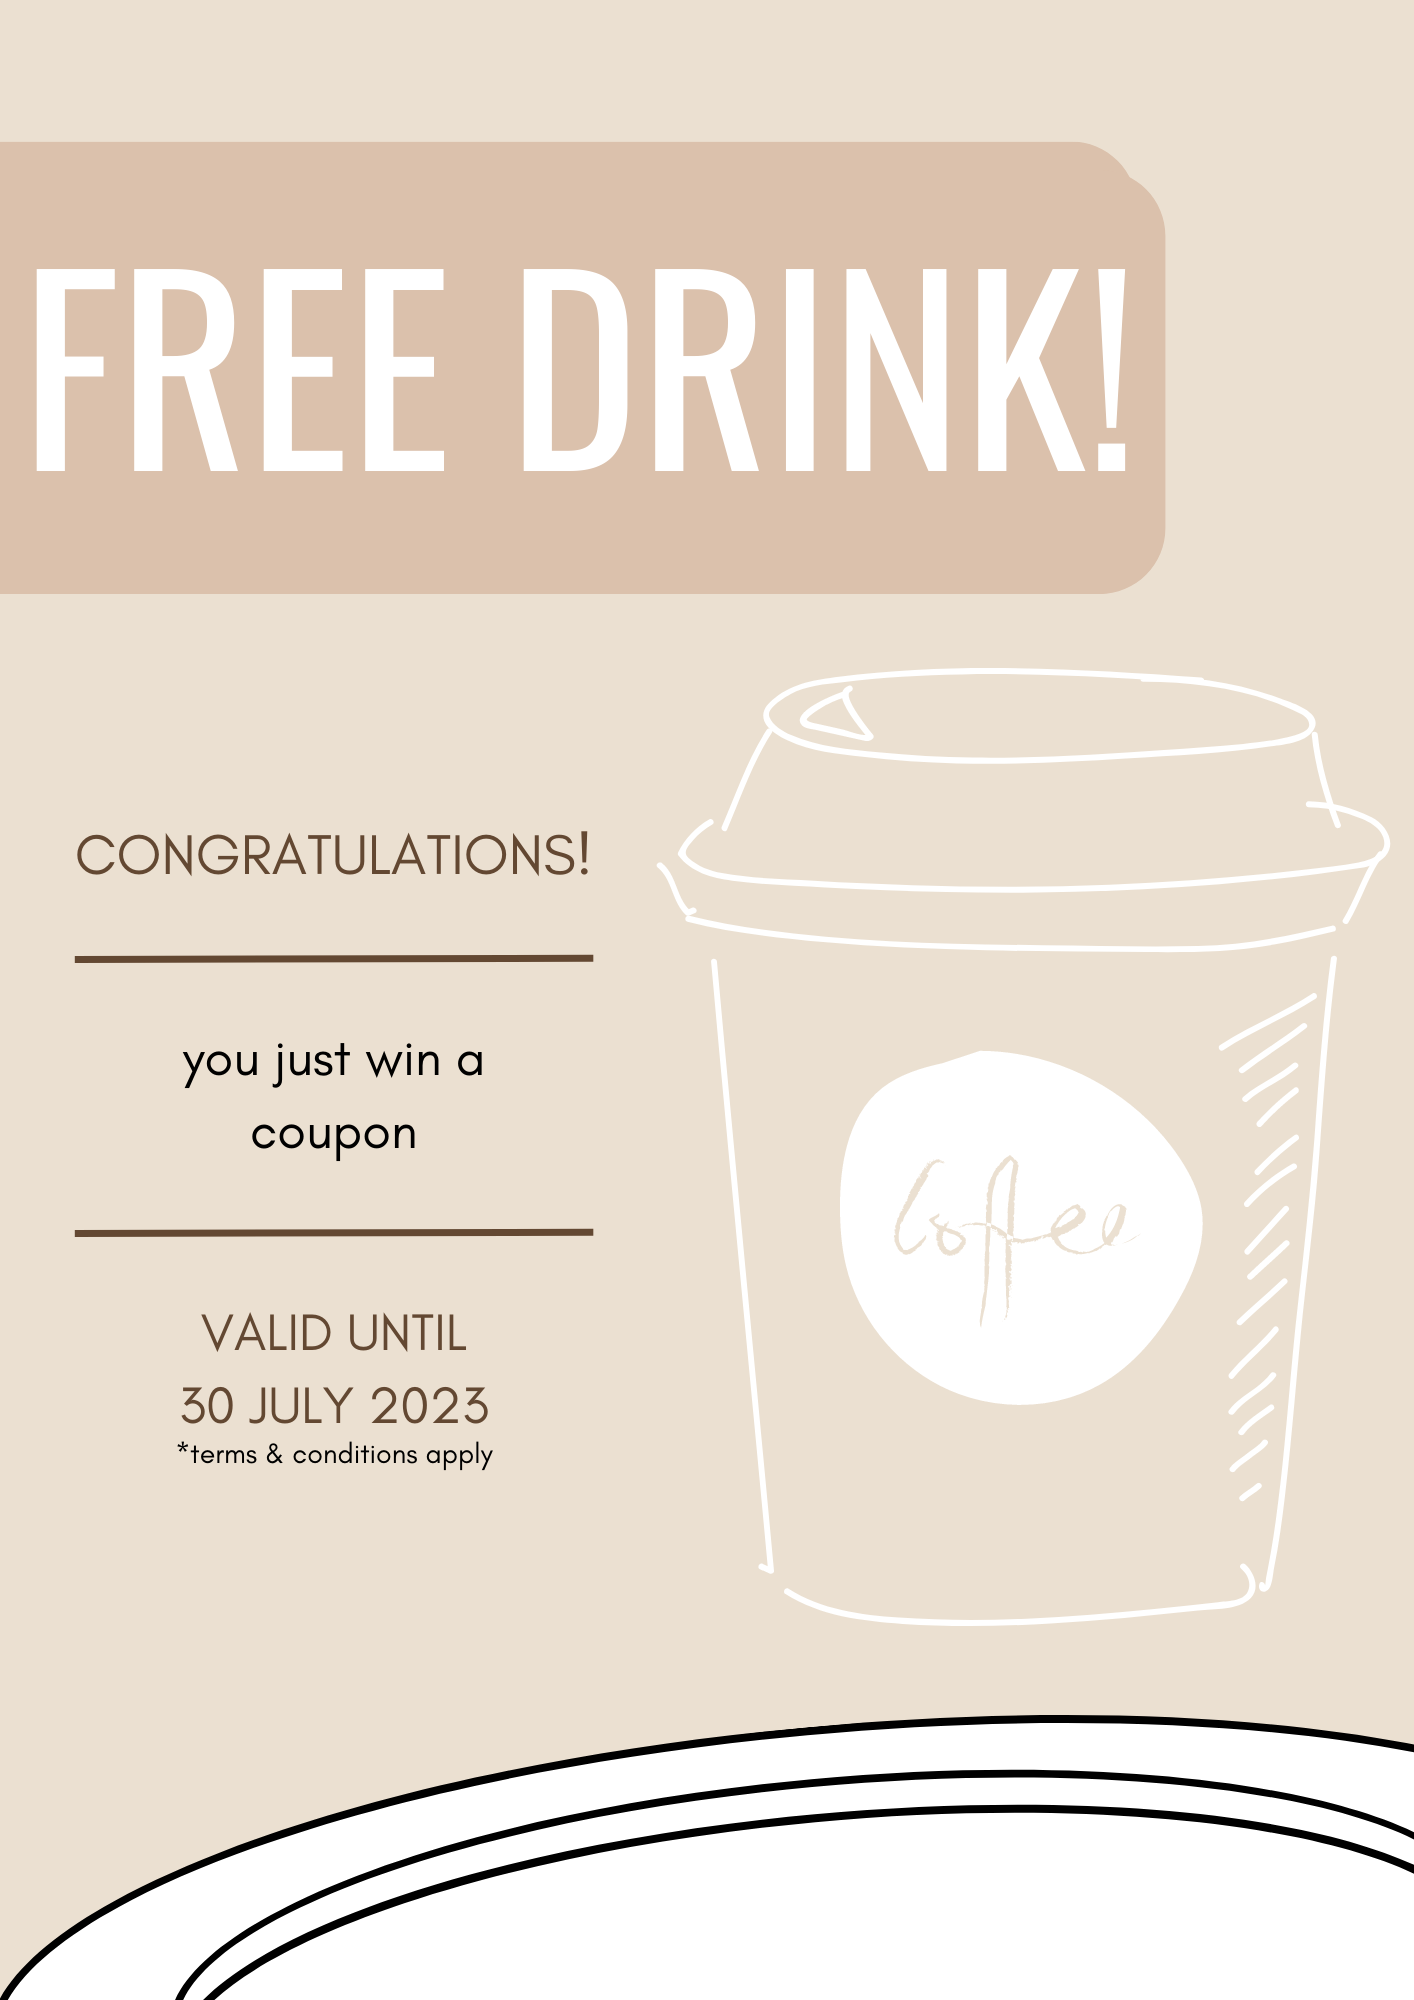 FREE DRINK!
CONGRATULATIONS!
you just win a
coupon
VALID UNTIL
30 JULY 2023
*terms & conditions apply
Coffee